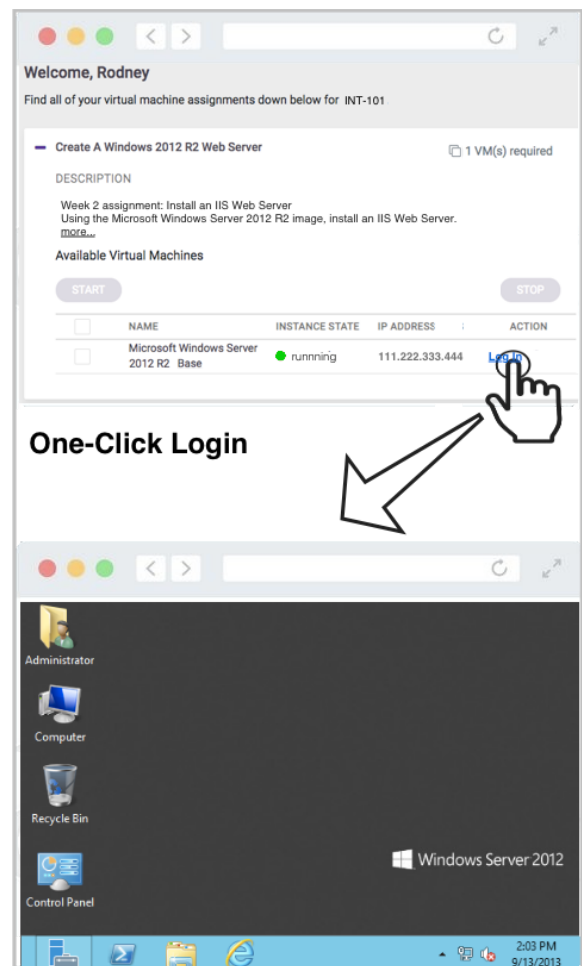 Welcome, Rodney
Find all of your virtual machine assignments down below for INT-101
Create A Windows 2012 R2 Web Server
1 VM(s) required
DESCRIPTION
Week 2 assignment: Install an IIS Web Server
Using the Microsoft Windows Server 2012 R2 image, install an IIS Web Server.
more...
Available Virtual Machines
START STOP
NAME INSTANCE STATE IP ADDRESS : ACTION
Microsoft Windows Server
2012 R2 Base
runnning 111.222.333.444 Log In
One-Click Login
Administrator
Computer
Recycle Bin
Windows Server 2012
Control Panel
2:03 PM
9/13/2013